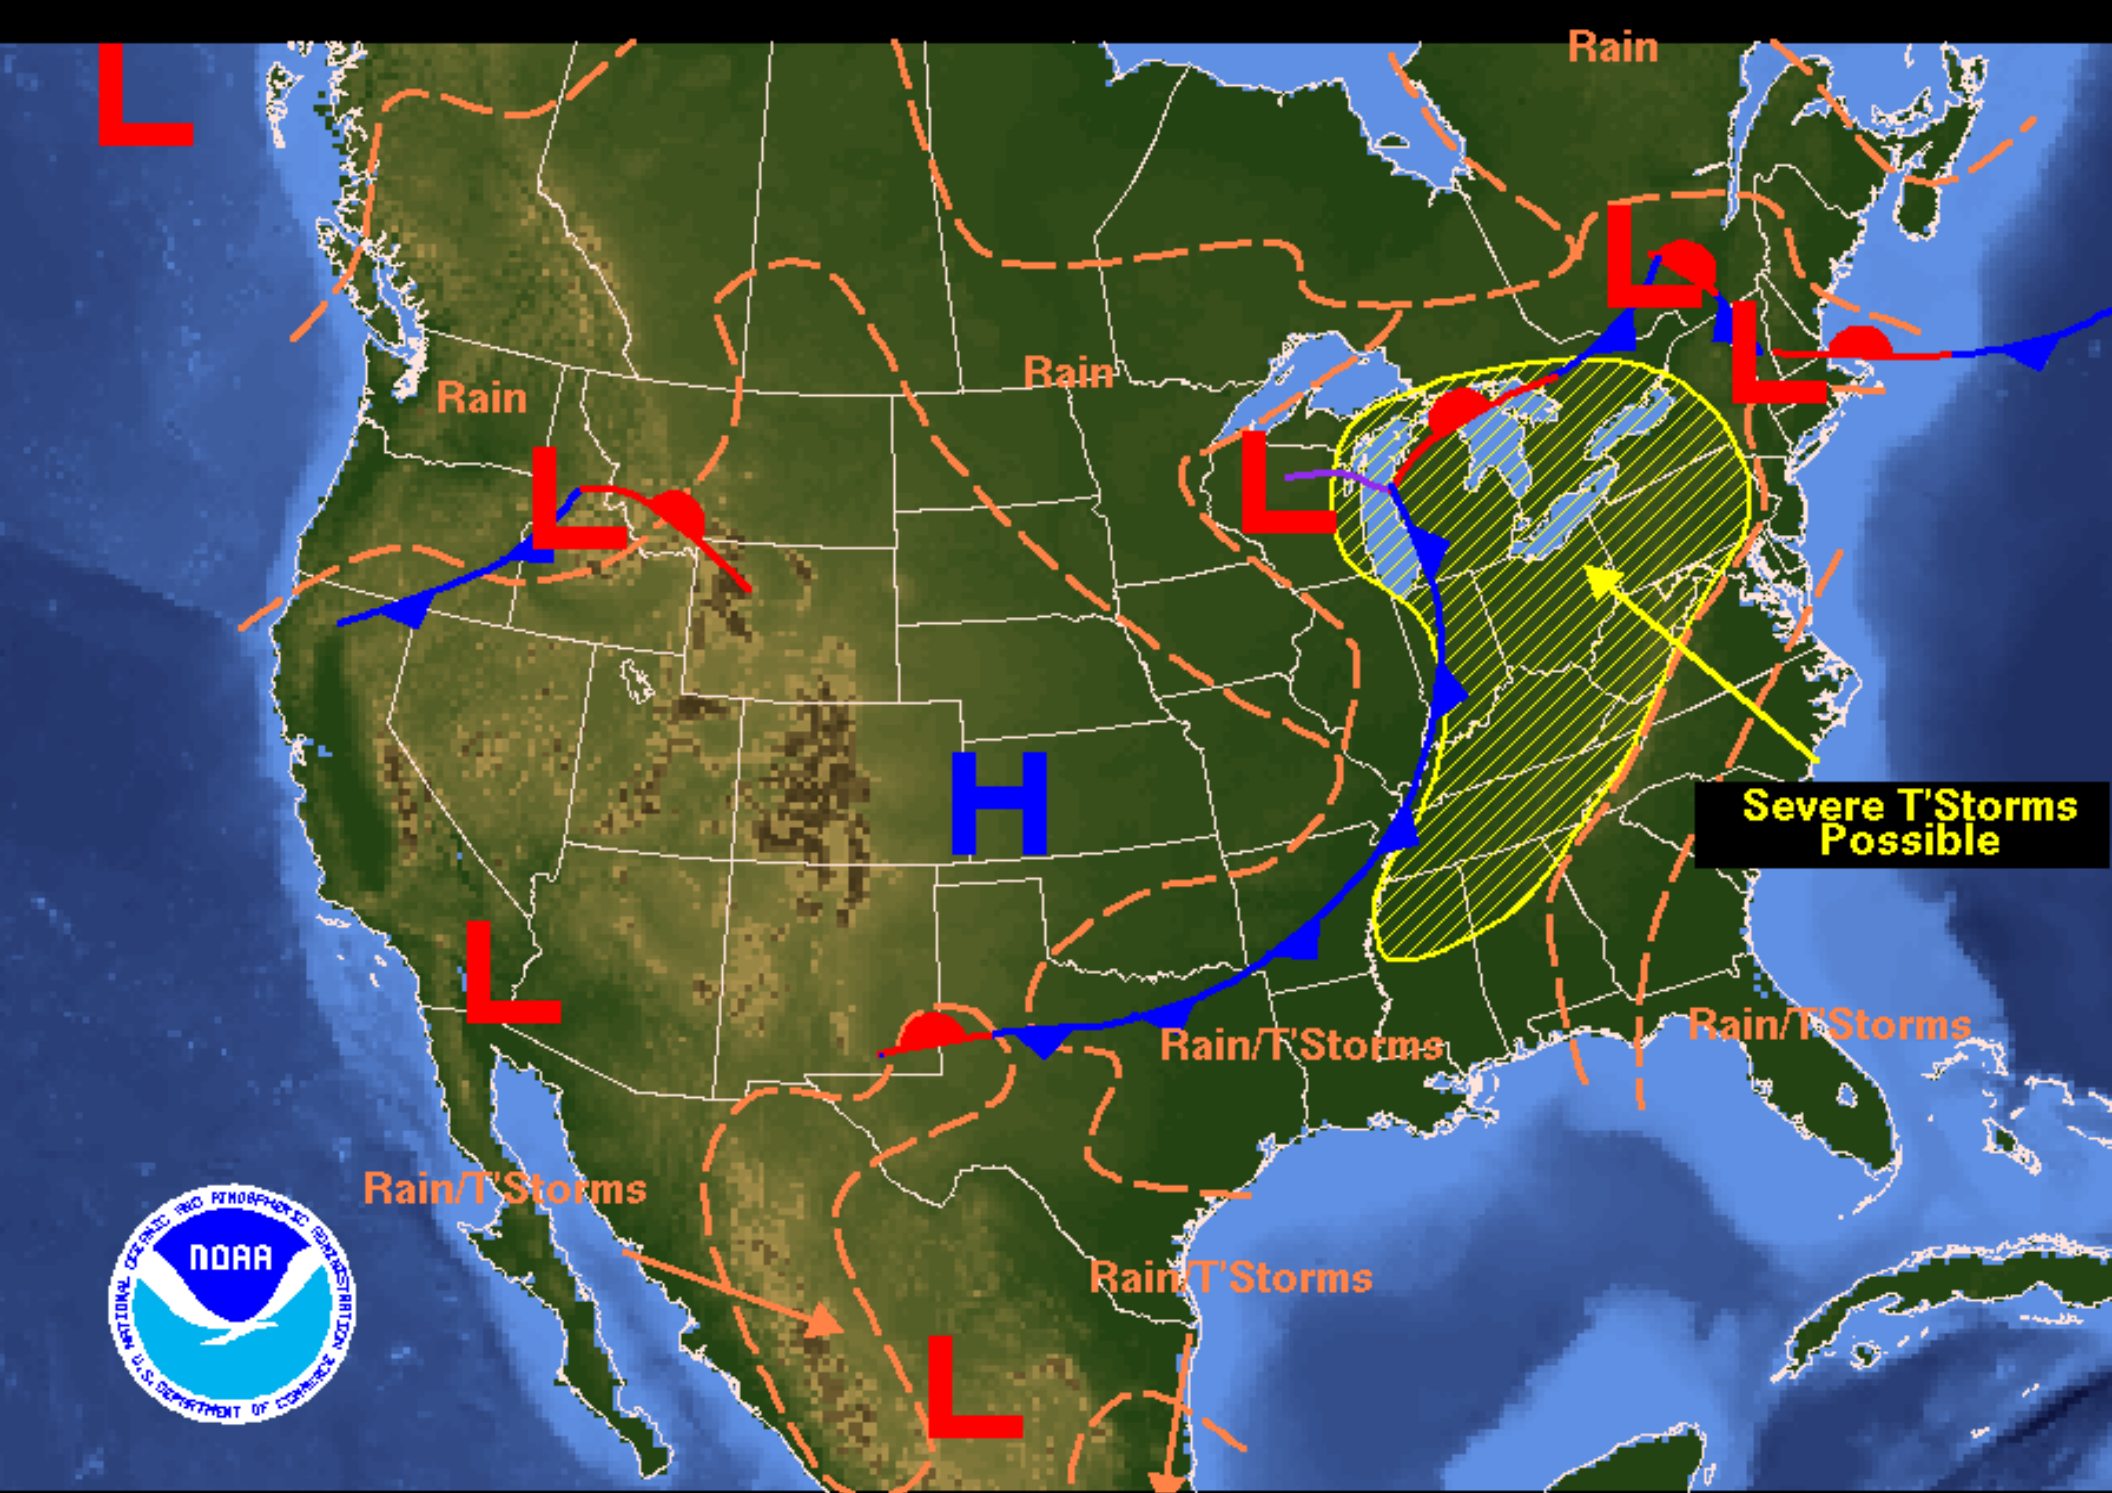 Rain
L
L
Rain
Rain
L
L
L
L
H
Severe T'Storms
Possible
L
Rain/T'Storms
Rain/T'Storms
Rain/T'Storms
NATIONAL OCEANIC AND ATMOSPHERIC ADMINISTRATION
NOAA
U.S. DEPARTMENT OF COMMERCE
Rain/T'Storms
L